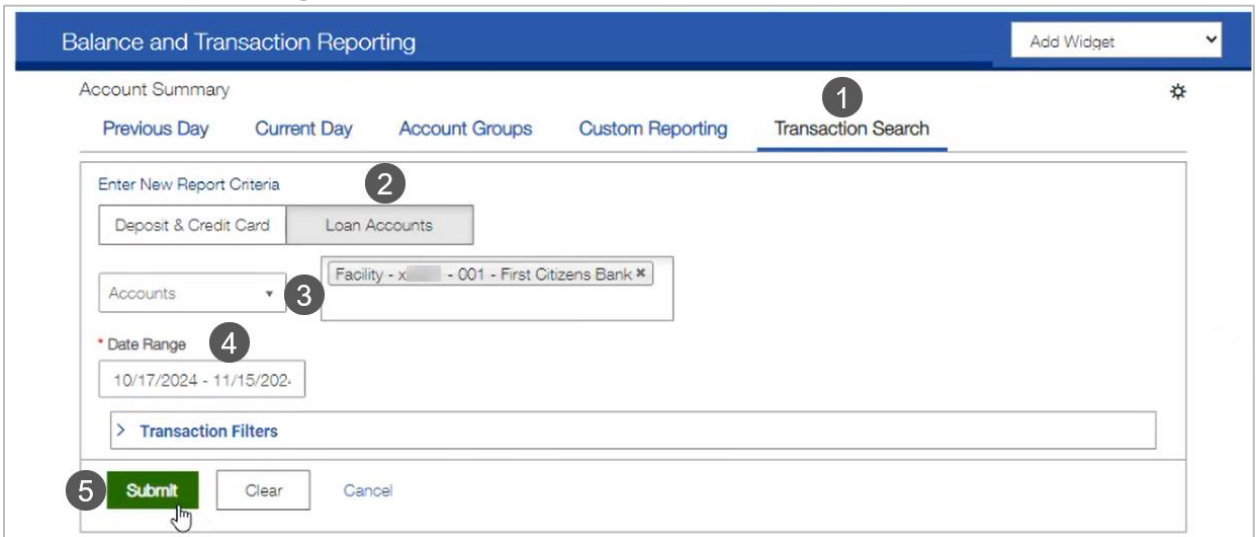 Balance and Transaction Reporting Add Widget
Account Summary
1
Previous Day Current Day Account Groups Custom Reporting Transaction Search
Enter New Report Criteria 2
Deposit & Credit Card Loan Accounts
Facility - x - 001 - First Citizens Bank ×
Accounts 3
* Date Range 4
10/17/2024 - 11/15/202
> Transaction Filters
5 Submit Clear Cancel